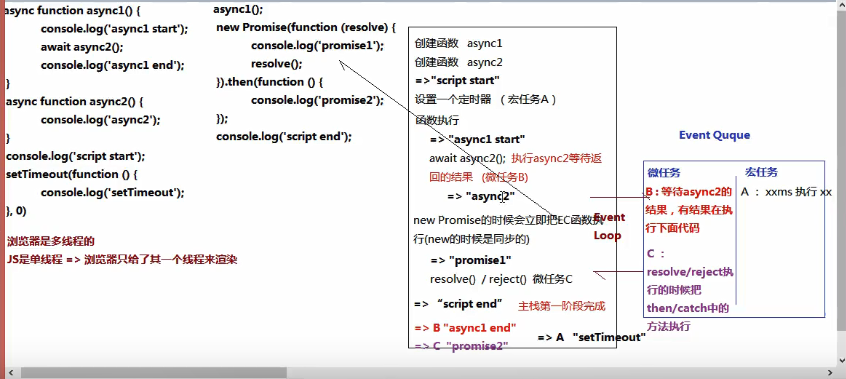 async function async1() {
console.log('async1 start');
await async2();
console.log('async1 end');
}
async function async2() {
console.log('async2');
}
console.log('script start');
setTimeout(function () {
console.log('setTimeout');
}, 0)
浏览器是多线程的
JS是单线程 => 浏览器只给了其一个线程来渲染
async1();
new Promise(function (resolve) {
console.log('promise1');
resolve();
}).then(function () {
console.log('promise2');
});
console.log('script end');
创建函数 async1
创建函数 async2
=>"script start"
设置一个定时器 （ 宏任务A ）
函数执行
=> "async1 start"
await async2(); 执行async2等待返
回的结果 (微任务B)
=> "async2"
new Promise的时候会立即把EC函数执
行(new的时候是同步的)
=> "promise1"
resolve() / reject() 微任务C
=> “script end” 主栈第一阶段完成
=> B "async1 end"
=> C "promise2"
=> A "setTimeout"
Event
Loop
Event Quque
微任务
B : 等待async2的
结果，有结果在执
行下面代码
C ：
resolve/reject执
行的时候把
then/catch中的
方法执行
宏任务
A ： xxms 执行 xx